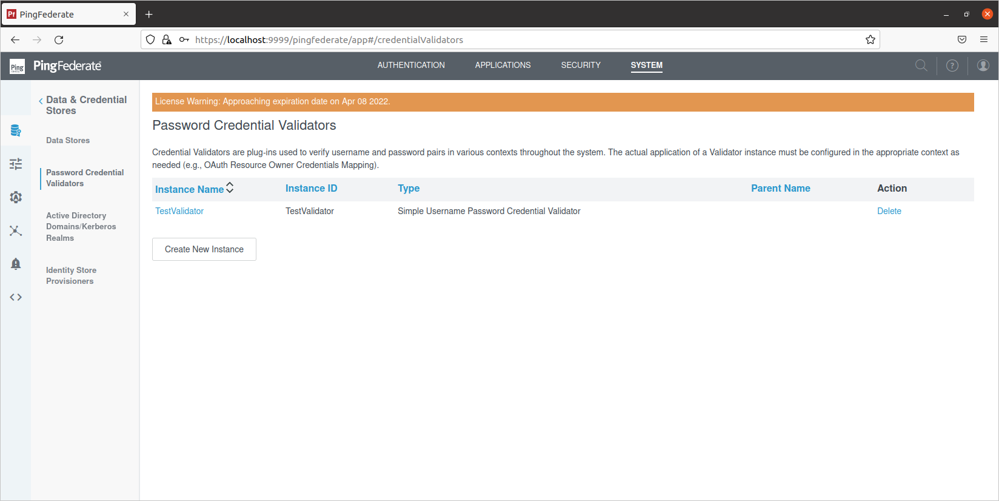 Pf PingFederate
https://localhost:9999/pingfederate/app#/credentialValidators
Ping
Identity
PingFederate
AUTHENTICATION
APPLICATIONS
SECURITY
SYSTEM
?
Data & Credential
Stores
Data Stores
Password Credential
Validators
Active Directory
Domains/Kerberos
Realms
Identity Store
Provisioners
License Warning: Approaching expiration date on Apr 08 2022.
Password Credential Validators
Credential Validators are plug-ins used to verify username and password pairs in various contexts throughout the system. The actual application of a Validator instance must be configured in the appropriate context as
needed (e.g., OAuth Resource Owner Credentials Mapping).
Instance Name
Instance ID
Type
Parent Name
Action
TestValidator
TestValidator
Simple Username Password Credential Validator
Delete
Create New Instance